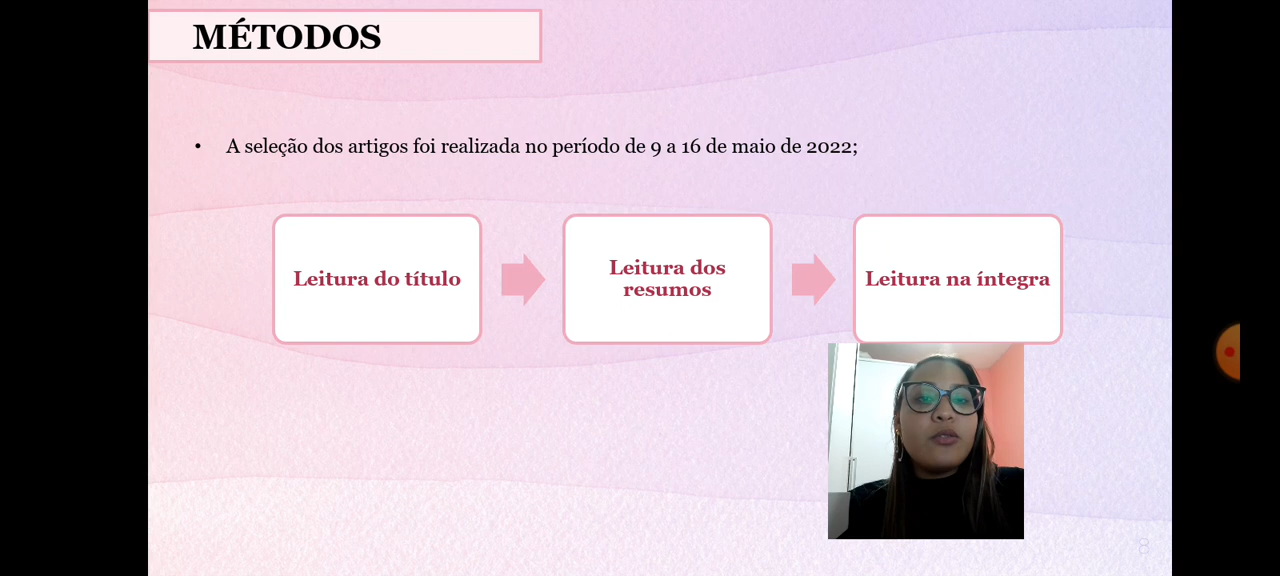 MÉTODOS
• A seleção dos artigos foi realizada no período de 9 a 16 de maio de 2022;
Leitura do título
Leitura dos
resumos
Leitura na íntegra
8